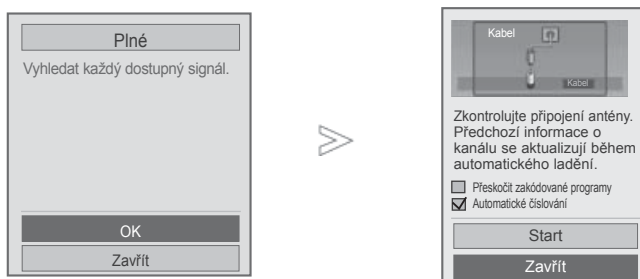 Plné
Vyhledat každý dostupný signál.
OK
Zavřít
Kabel
Kabel
Zkontrolujte připojení antény.
Předchozí informace o
kanálu se aktualizují během
automatického ladění.
Přeskočit zakódované programy
Automatické číslování
Start
Zavřít